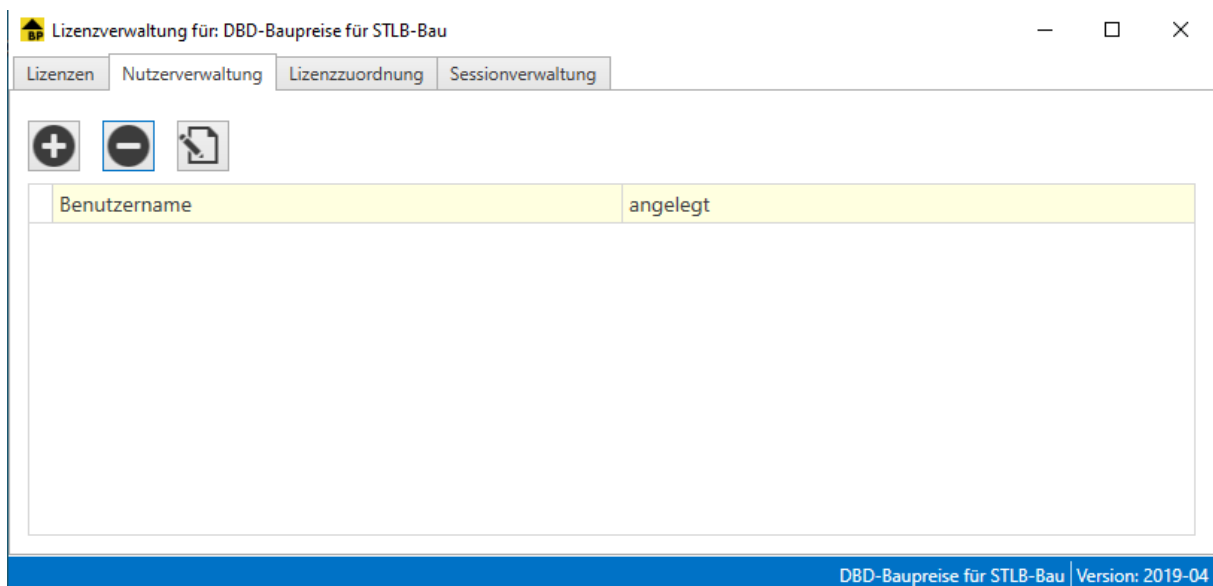 BP Lizenzverwaltung für: DBD-Baupreise für STLB-Bau
Lizenzen Nutzerverwaltung Lizenzzuordnung Sessionverwaltung
Benutzername angelegt
DBD-Baupreise für STLB-Bau Version: 2019-04